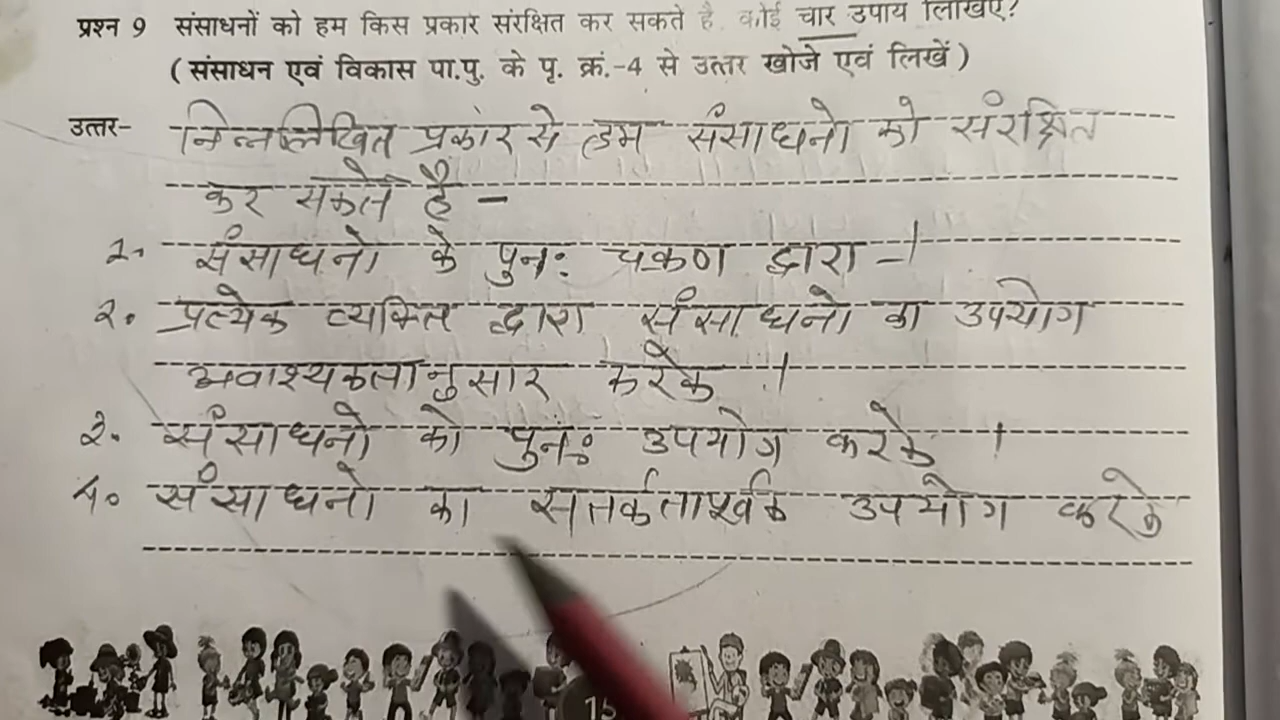 प्रश्न 9 संसाधनों को हम किस प्रकार संरक्षित कर सकते है. कोई चार उपाय लिखिए?
(संसाधन एवं विकास पा.पु. के पृ. क्रं.-4 से उत्तर खोजे एवं लिखें)
उत्तर- निम्नलिखित प्रकार से हम संसाधनो को संरक्षित
कर सकते है -
1. संसाधनो के पुनः चक्रण द्वारा -।
2. प्रत्येक व्यक्ति द्वारा संसाधनो का उपयोग
अवाश्यकतानुसार करके ।
3. संसाधनो को पुनः उपयोग करके ।
4. संसाधनो का सतर्कतापूर्वक उपयोग करके